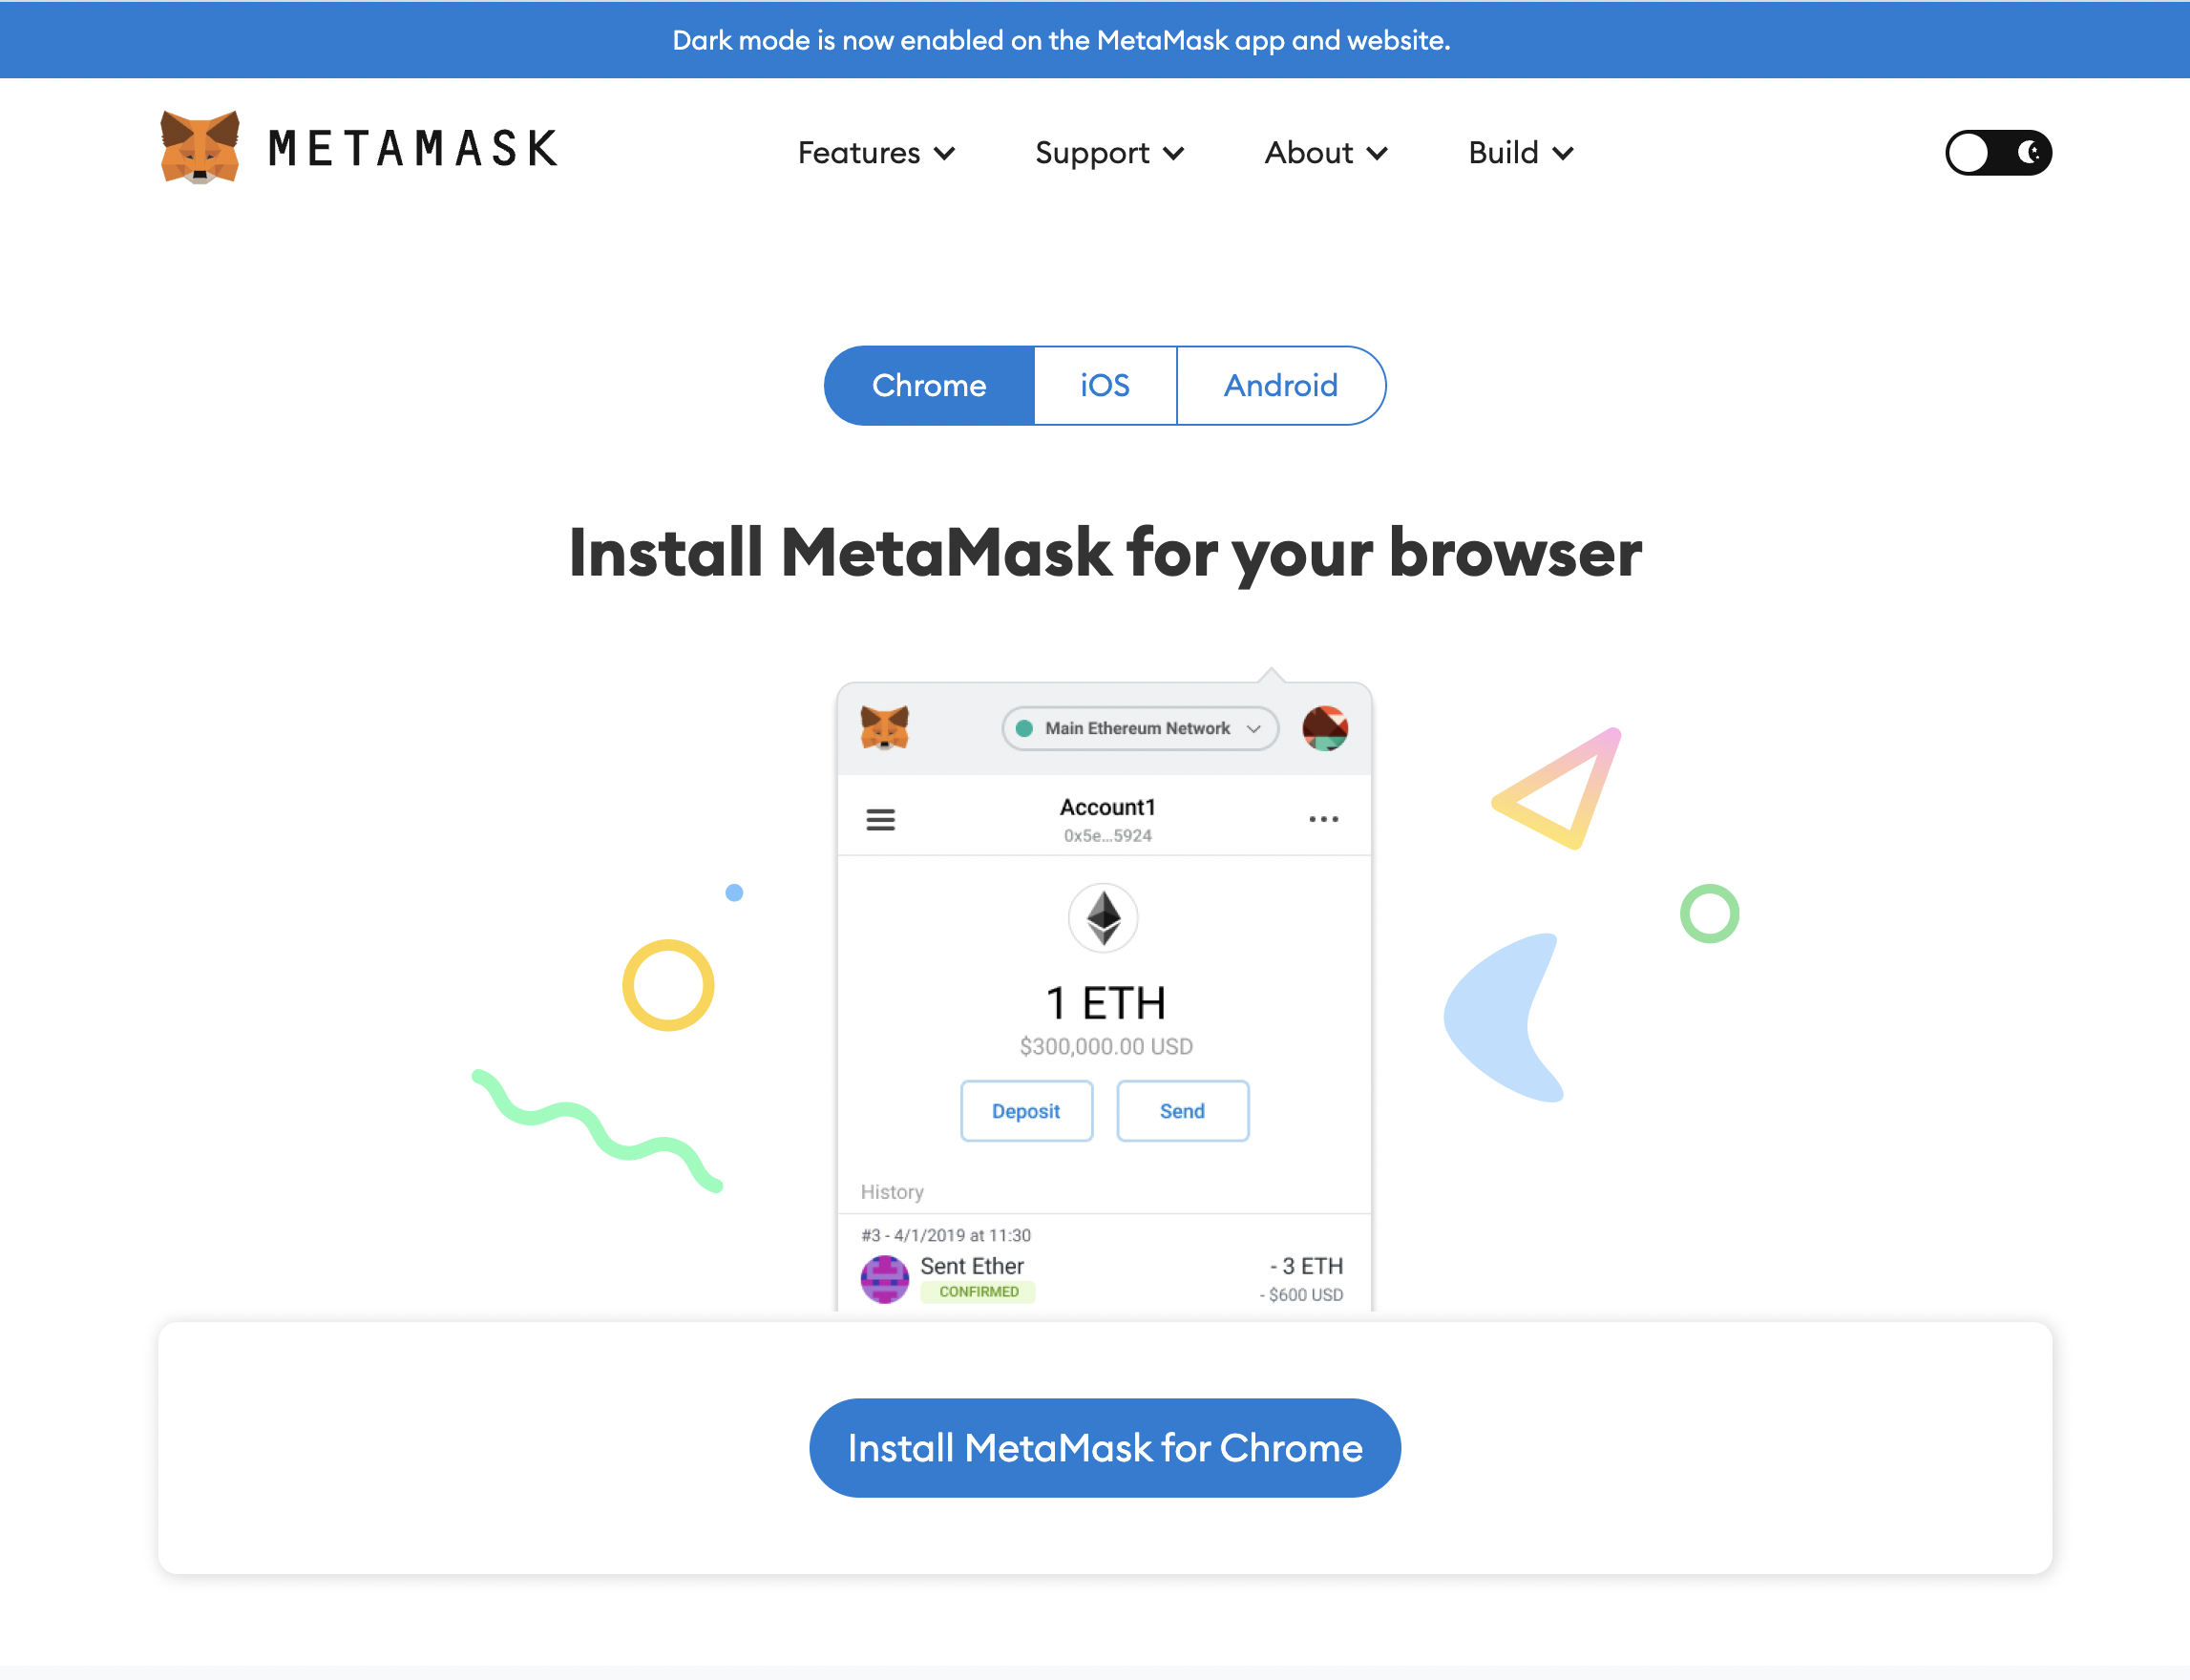 Dark mode is now enabled on the MetaMask app and website.
METAMASK
Features
Support
About
Build
Chrome
iOS
Android
Install MetaMask for your browser
Main Ethereum Network
Account1
0x5e...5924
1 ETH
$300,000.00 USD
Deposit
Send
History
#3 - 4/1/2019 at 11:30
Sent Ether
- 3 ETH
CONFIRMED
- $600 USD
Install MetaMask for Chrome